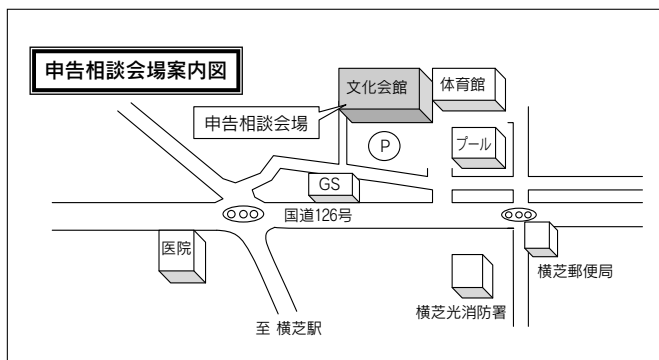 申告相談会場案内図
文化会館
体育館
申告相談会場
P
プール
GS
国道126号
医院
横芝郵便局
横芝光消防署
至 横芝駅